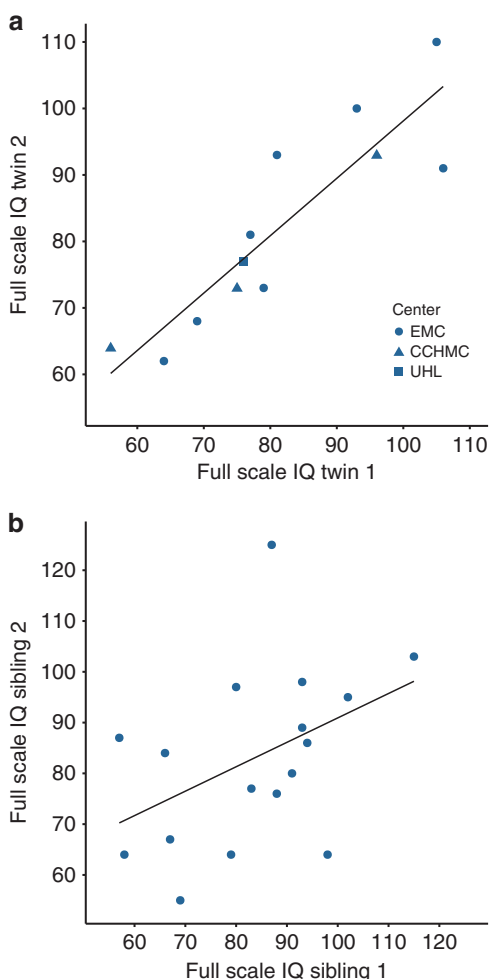 a
110
100
90
80
70
60
Full scale IQ twin 2
Center
EMC
CCHMC
UHL
60 70 80 90 100 110
Full scale IQ twin 1
b
120
100
90
80
70
60
Full scale IQ sibling 2
60 70 80 90 100 110 120
Full scale IQ sibling 1